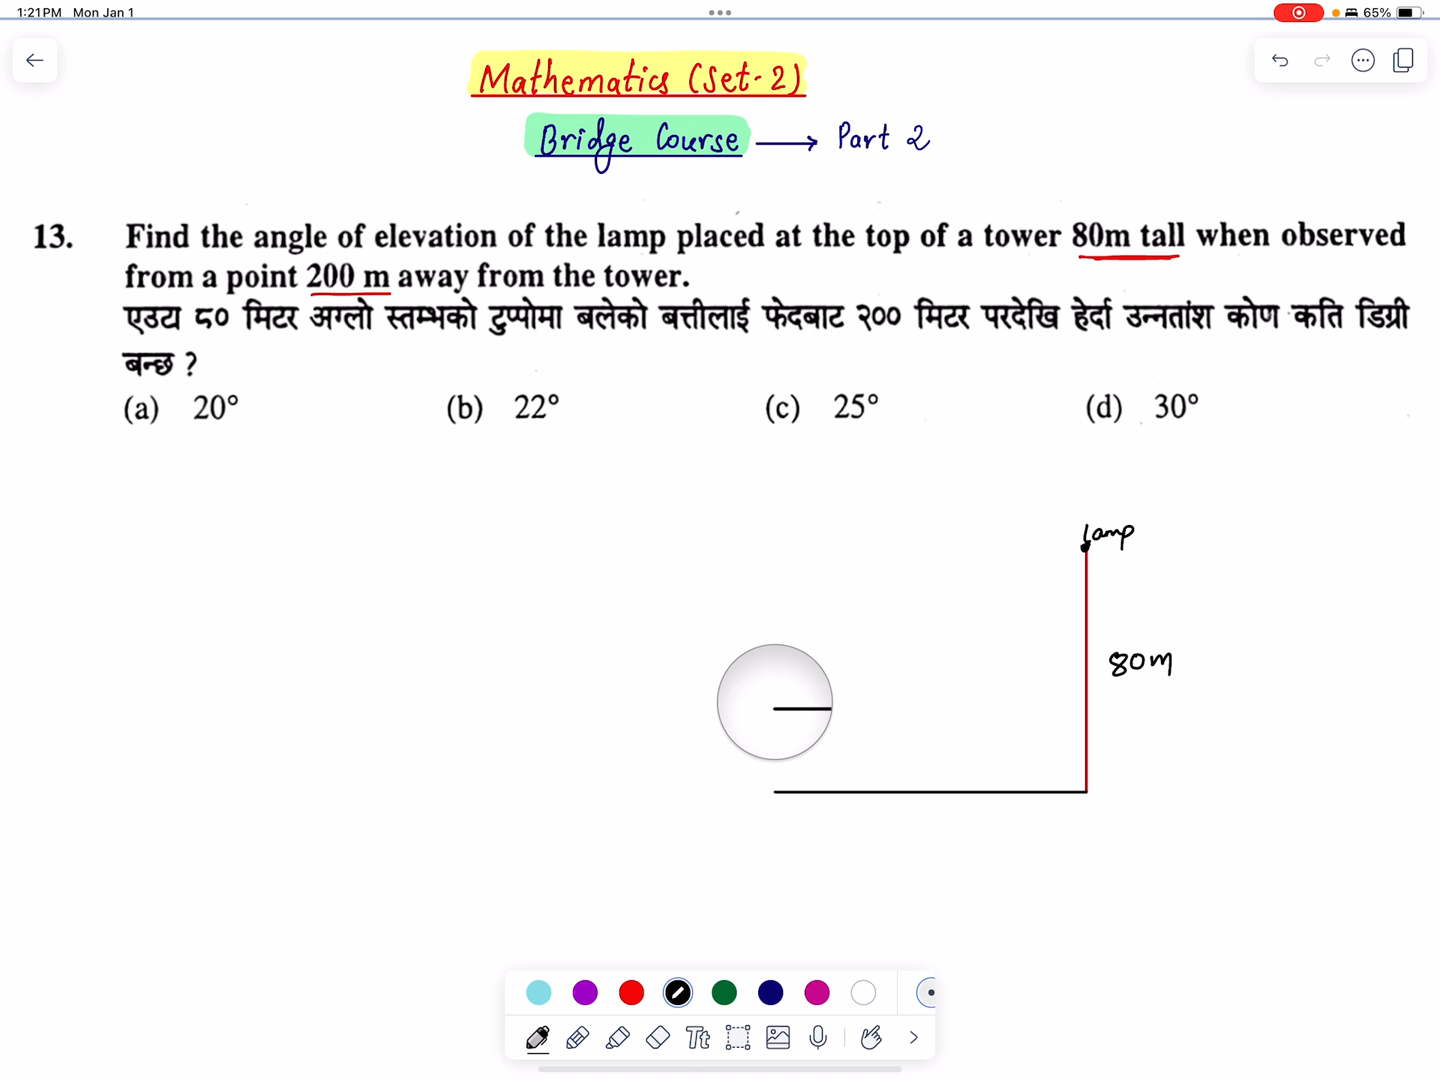 1:21 PM Mon Jan 1
65%
Mathematics (Set-2)
Bridge Course → Part 2
13. Find the angle of elevation of the lamp placed at the top of a tower 80m tall when observed
from a point 200 m away from the tower.
एउटा ८० मिटर अग्लो स्तम्भको टुप्पोमा बलेको बत्तीलाई फेदबाट २०० मिटर परदेखि हेर्दा उन्नतांश कोण कति डिग्री
बन्छ ?
(a) 20° (b) 22° (c) 25° (d) 30°
lamp
80m
Tt